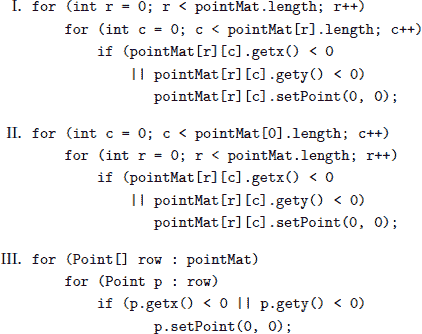 I. for (int r = 0; r < pointMat.length; r++)
for (int c = 0; c < pointMat[r].length; c++)
if (pointMat[r][c].getx() < 0
|| pointMat[r][c].gety() < 0)
pointMat[r][c].setPoint(0, 0);
II. for (int c = 0; c < pointMat[0].length; c++)
for (int r = 0; r < pointMat.length; r++)
if (pointMat[r][c].getx() < 0
|| pointMat[r][c].gety() < 0)
pointMat[r][c].setPoint(0, 0);
III. for (Point[] row : pointMat)
for (Point p : row)
if (p.getx() < 0 || p.gety() < 0)
p.setPoint(0, 0);